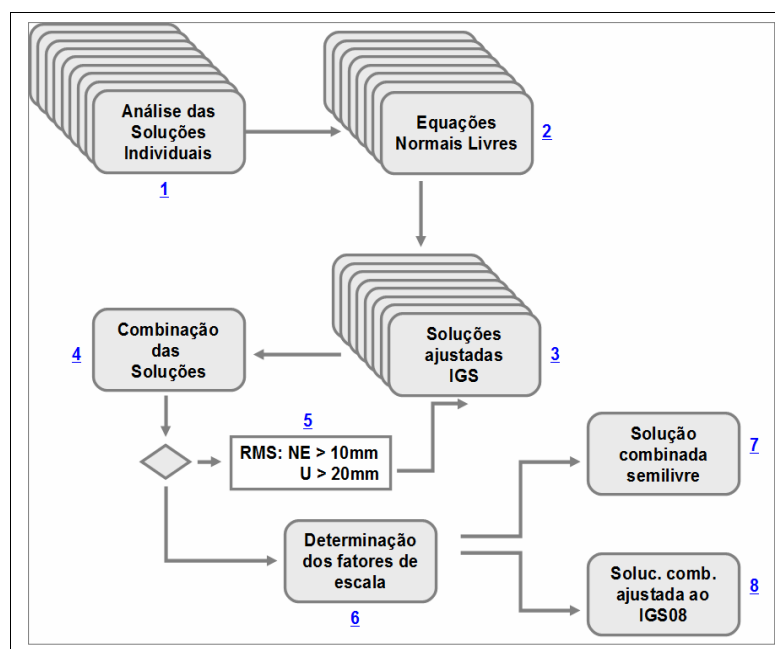 Análise das
Soluções
Individuais
1
Equações
Normais Livres
2
Soluções
ajustadas
IGS
3
Combinação
das
Soluções
4
5
RMS: NE > 10mm
U > 20mm
Determinação
dos fatores de
escala
6
Solução
combinada
semilivre
7
Soluc. comb.
ajustada ao
IGS08
8